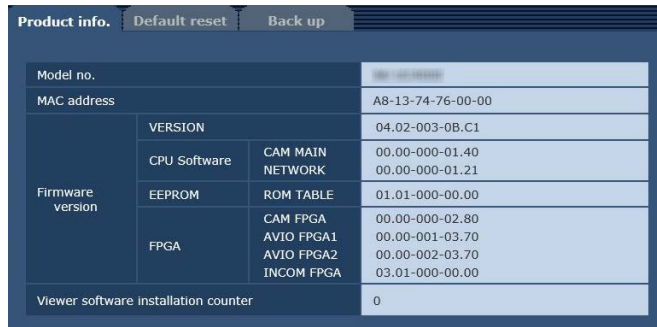 Product info. Default reset Back up
Model no.
MAC address A8-13-74-76-00-00
VERSION 04.02-003-0B.C1
CPU Software CAM MAIN 00.00-000-01.40
NETWORK 00.00-000-01.21
Firmware version
EEPROM ROM TABLE 01.01-000-00.00
FPGA CAM FPGA 00.00-000-02.80
AVIO FPGA1 00.00-001-03.70
AVIO FPGA2 00.00-002-03.70
INCOM FPGA 03.01-000-00.00
Viewer software installation counter 0